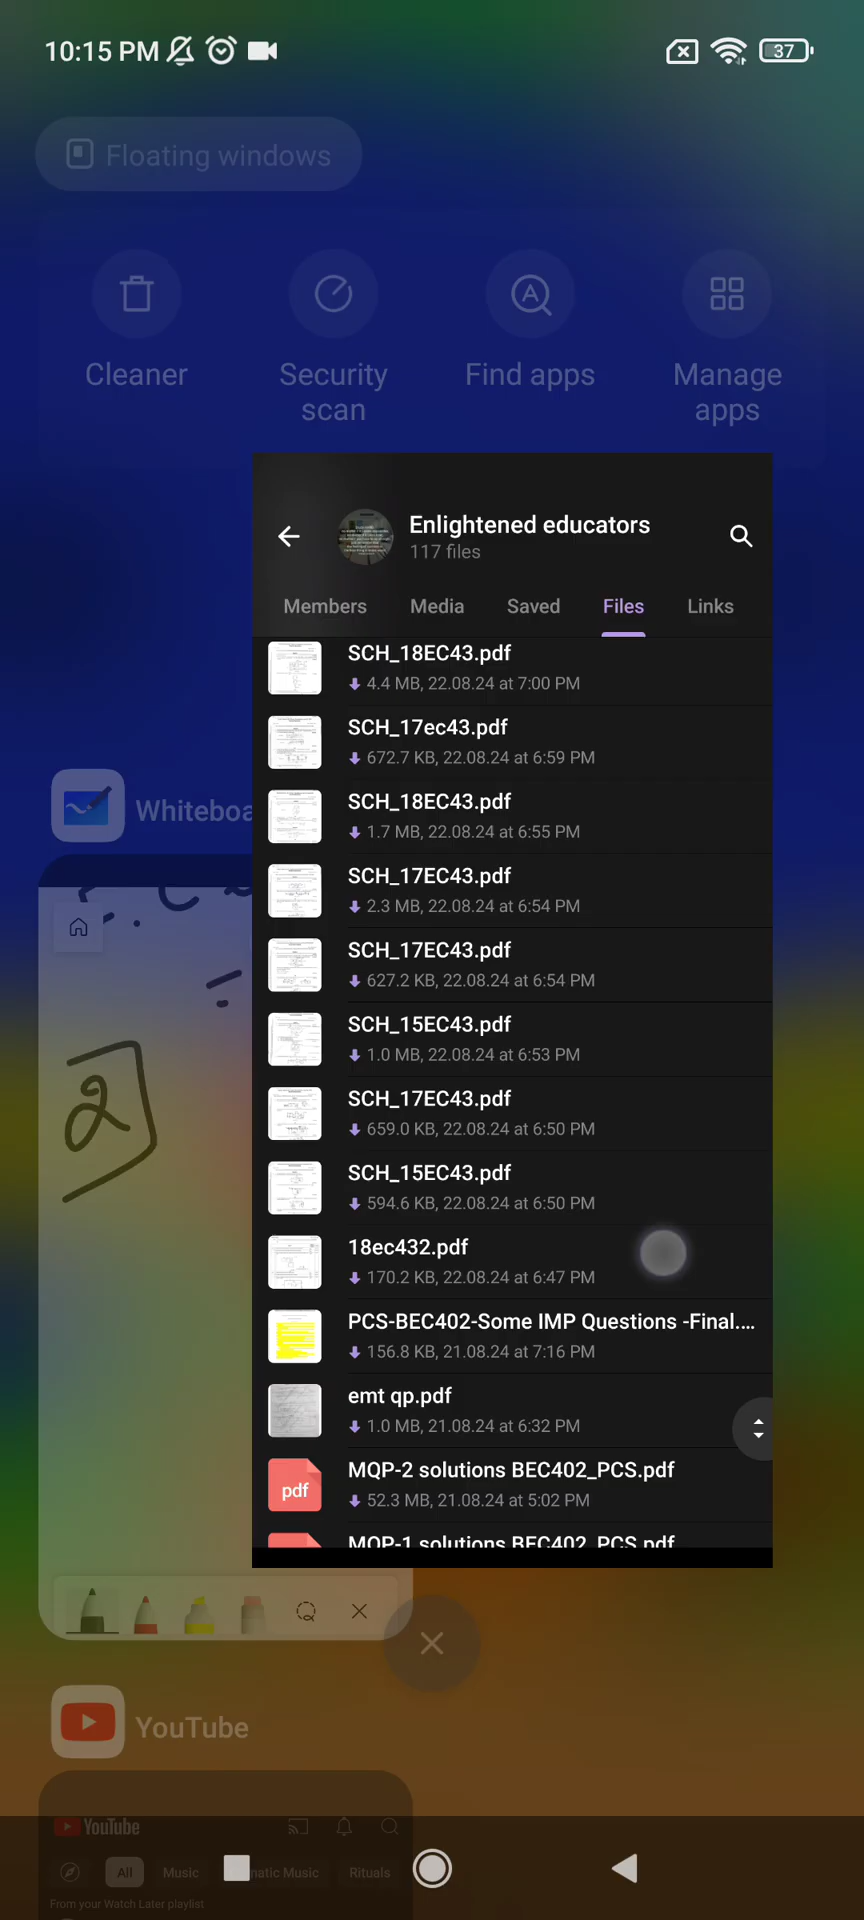 10:15 PM
37
Floating windows
Cleaner
Security scan
Find apps
Manage apps
Enlightened educators
117 files
Members Media Saved Files Links
SCH_18EC43.pdf
4.4 MB, 22.08.24 at 7:00 PM
SCH_17ec43.pdf
672.7 KB, 22.08.24 at 6:59 PM
SCH_18EC43.pdf
1.7 MB, 22.08.24 at 6:55 PM
SCH_17EC43.pdf
2.3 MB, 22.08.24 at 6:54 PM
SCH_17EC43.pdf
627.2 KB, 22.08.24 at 6:54 PM
SCH_15EC43.pdf
1.0 MB, 22.08.24 at 6:53 PM
SCH_17EC43.pdf
659.0 KB, 22.08.24 at 6:50 PM
SCH_15EC43.pdf
594.6 KB, 22.08.24 at 6:50 PM
18ec432.pdf
170.2 KB, 22.08.24 at 6:47 PM
PCS-BEC402-Some IMP Questions -Final....
156.8 KB, 21.08.24 at 7:16 PM
emt qp.pdf
1.0 MB, 21.08.24 at 6:32 PM
pdf
MQP-2 solutions BEC402_PCS.pdf
52.3 MB, 21.08.24 at 5:02 PM
MQP-1 solutions BEC402_PCS.pdf
Whiteboa
2
YouTube
YouTube
All Music matic Music Rituals
From your Watch Later playlist